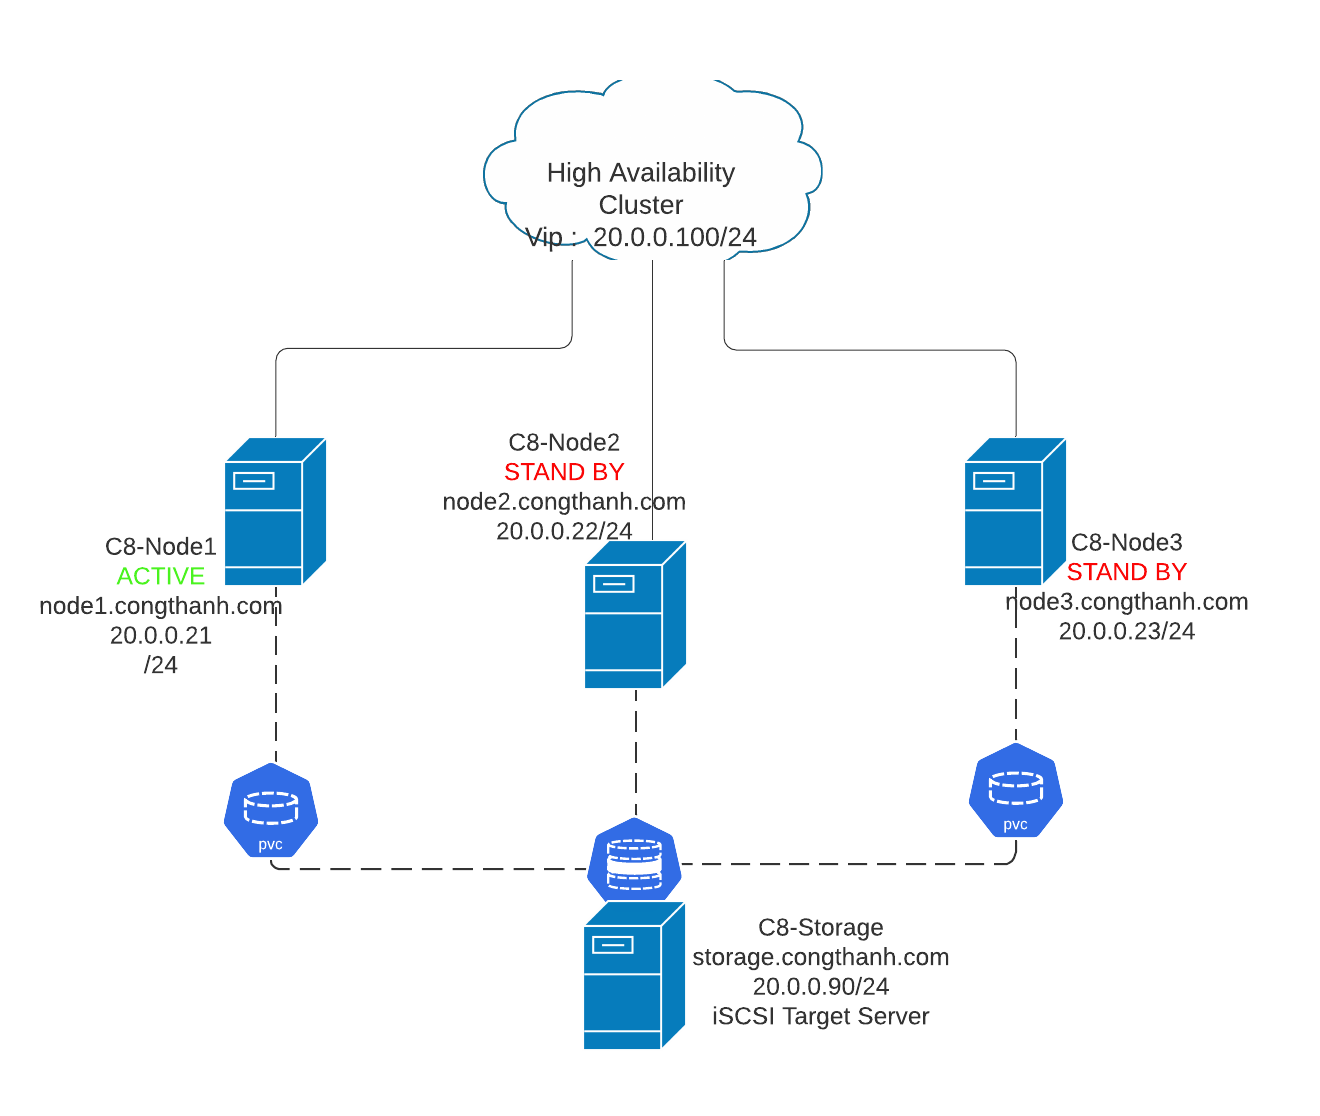 High Availability
Cluster
Vip :  20.0.0.100/24
C8-Node2
STAND BY
node2.congthanh.com
20.0.0.22/24
C8-Node1
ACTIVE
node1.congthanh.com
20.0.0.21
/24
C8-Node3
STAND BY
node3.congthanh.com
20.0.0.23/24
pvc
pvc
C8-Storage
storage.congthanh.com
20.0.0.90/24
iSCSI Target Server